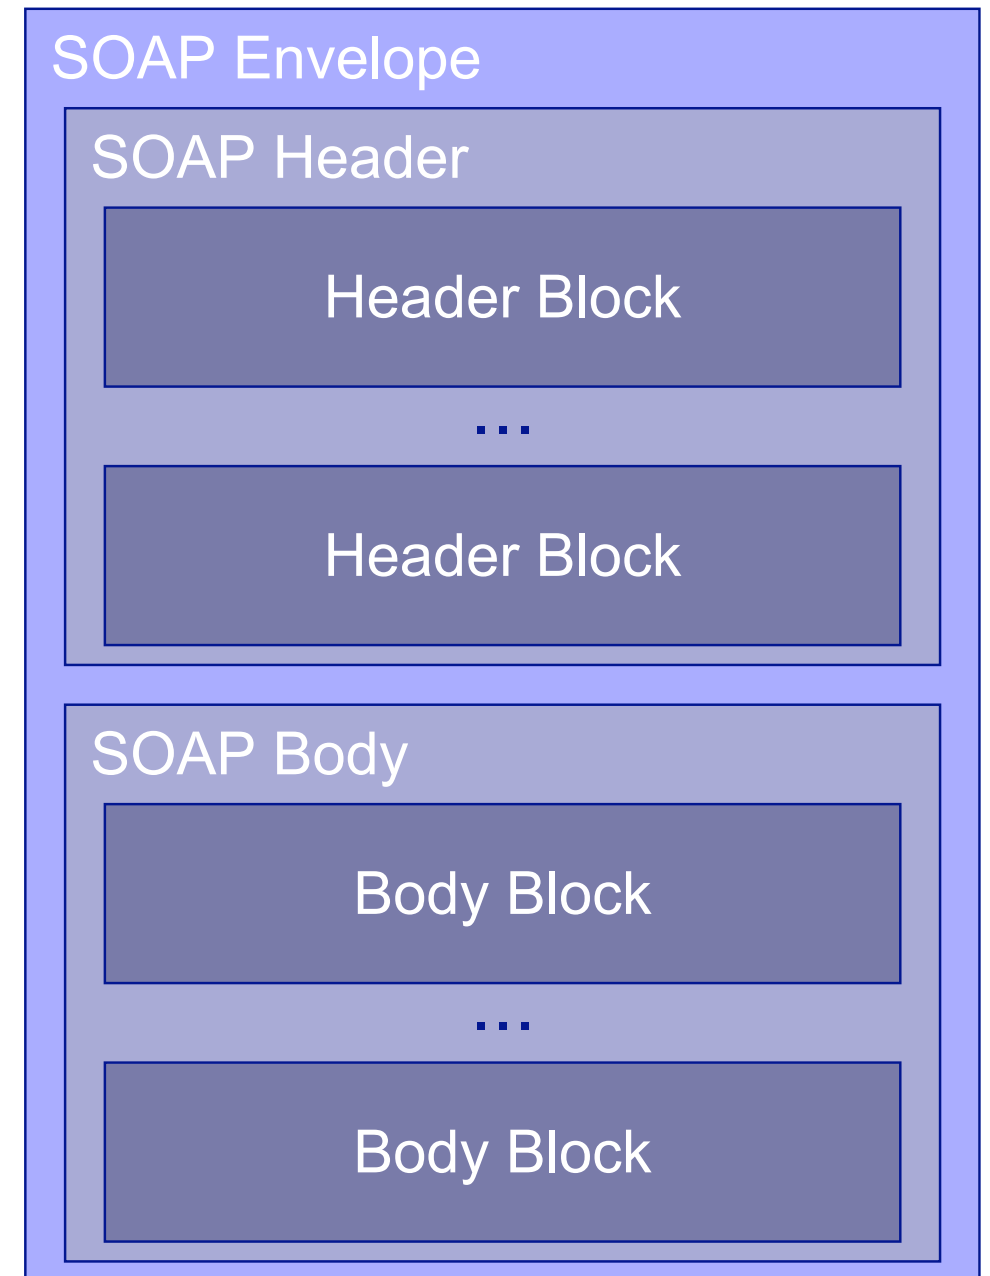 SOAP Envelope
SOAP Header
Header Block
...
Header Block
SOAP Body
Body Block
...
Body Block